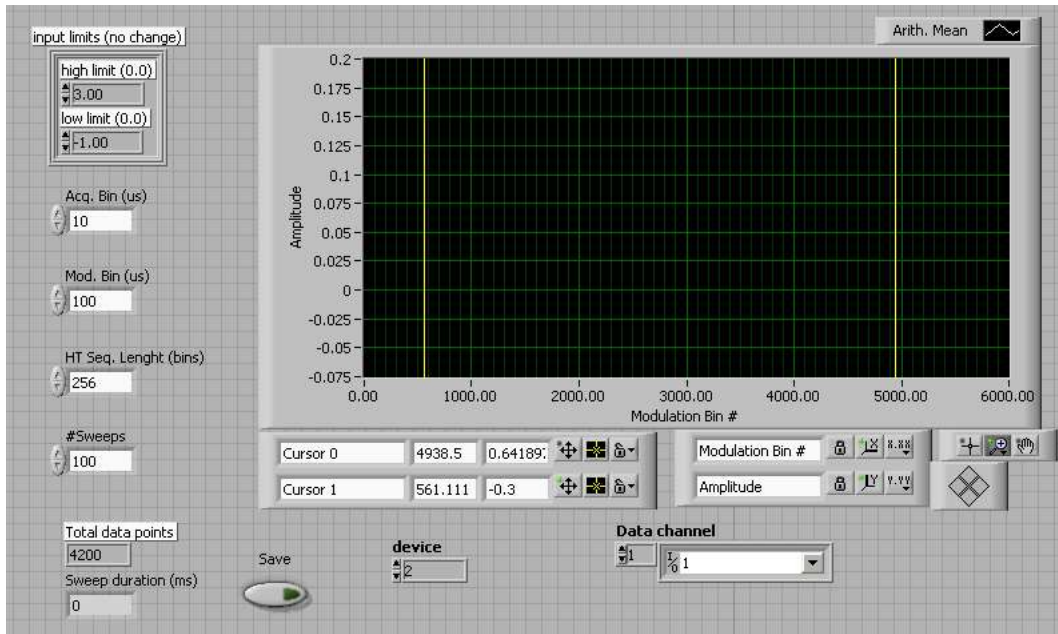 input limits (no change)
high limit (0.0)
3.00
low limit (0.0)
-1.00
Acq. Bin (us)
10
Mod. Bin (us)
100
HT Seq. Lenght (bins)
256
#Sweeps
100
Total data points
4200
Sweep duration (ms)
0
Arith. Mean
Amplitude
0.2
0.175
0.15
0.125
0.1
0.075
0.05
0.025
0
-0.025
-0.05
-0.075
0.00 1000.00 2000.00 3000.00 4000.00 5000.00 6000.00
Modulation Bin #
Cursor 0 4938.5
Cursor 1 561.111 -0.3
Modulation Bin # X X.XX
Amplitude Y Y.YY
Save
device
2
Data channel
1 I/O 1